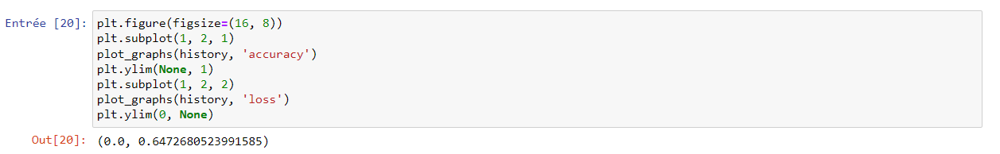 Entrée [20]: plt.figure(figsize=(16, 8))
plt.subplot(1, 2, 1)
plot_graphs(history, 'accuracy')
plt.ylim(None, 1)
plt.subplot(1, 2, 2)
plot_graphs(history, 'loss')
plt.ylim(0, None)
Out[20]: (0.0, 0.6472680523991585)